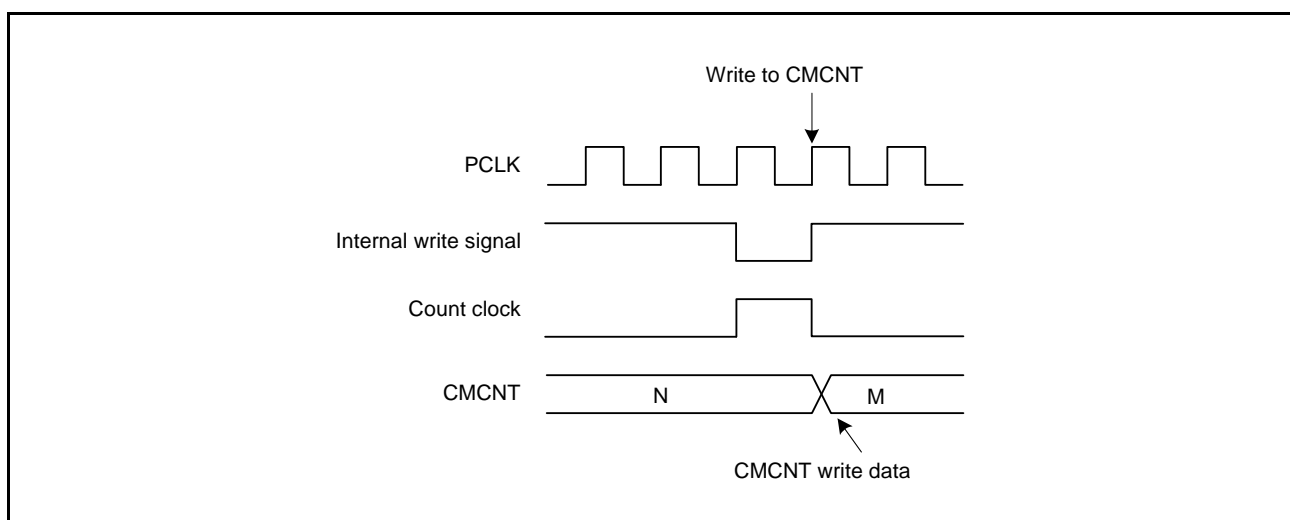 Write to CMCNT
PCLK
Internal write signal
Count clock
CMCNT
N
M
CMCNT write data